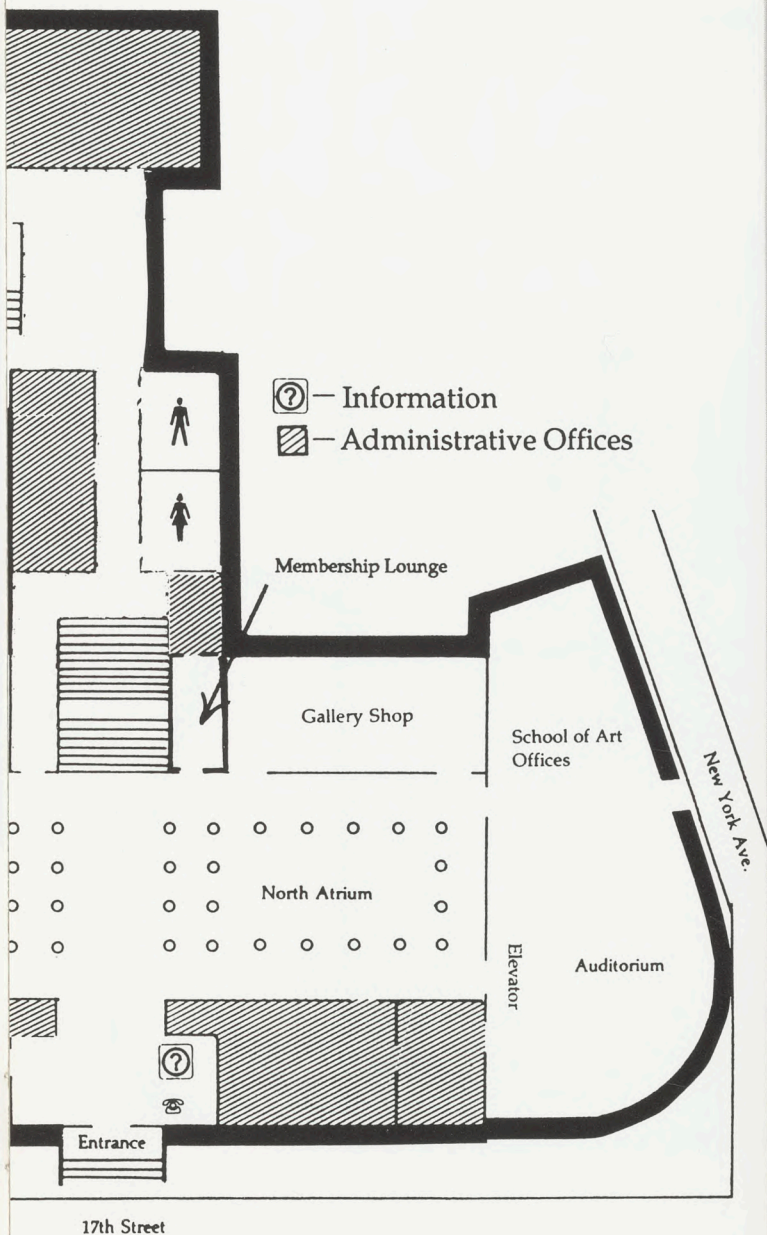 ? — Information
— Administrative Offices
Membership Lounge
Gallery Shop
School of Art
Offices
New York Ave.
North Atrium
Elevator
Auditorium
?
Entrance
17th Street